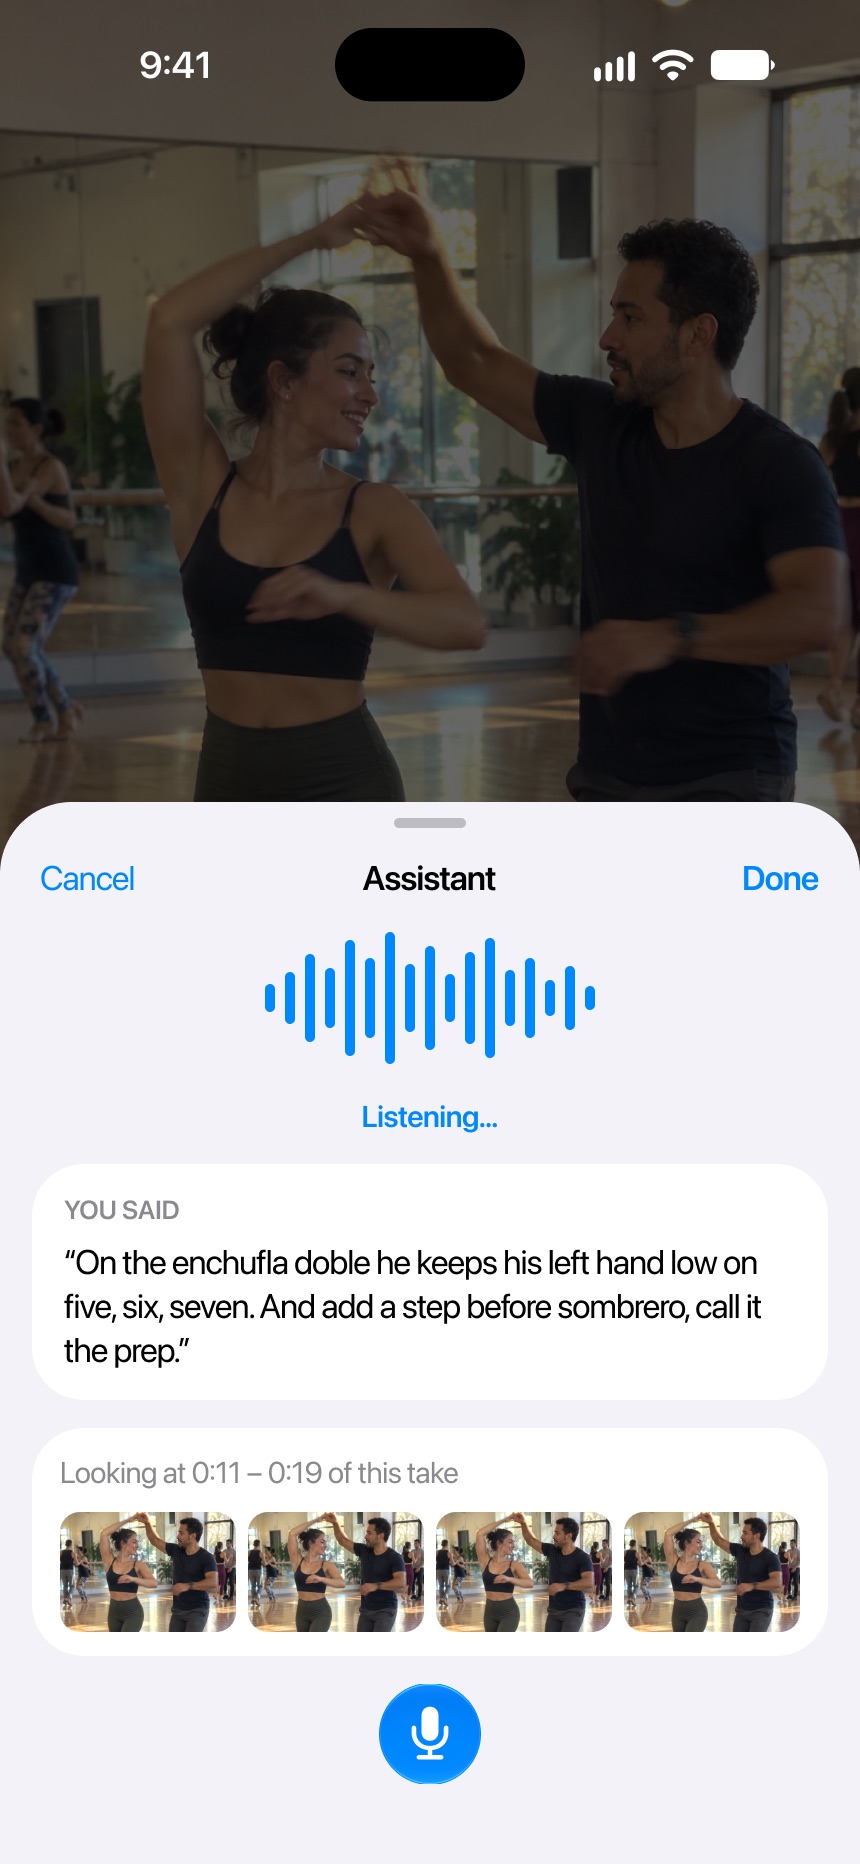 9:41
Cancel
Assistant
Done
Listening...
YOU SAID
“On the enchufla doble he keeps his left hand low on
five, six, seven. And add a step before sombrero, call it
the prep.”
Looking at 0:11 – 0:19 of this take